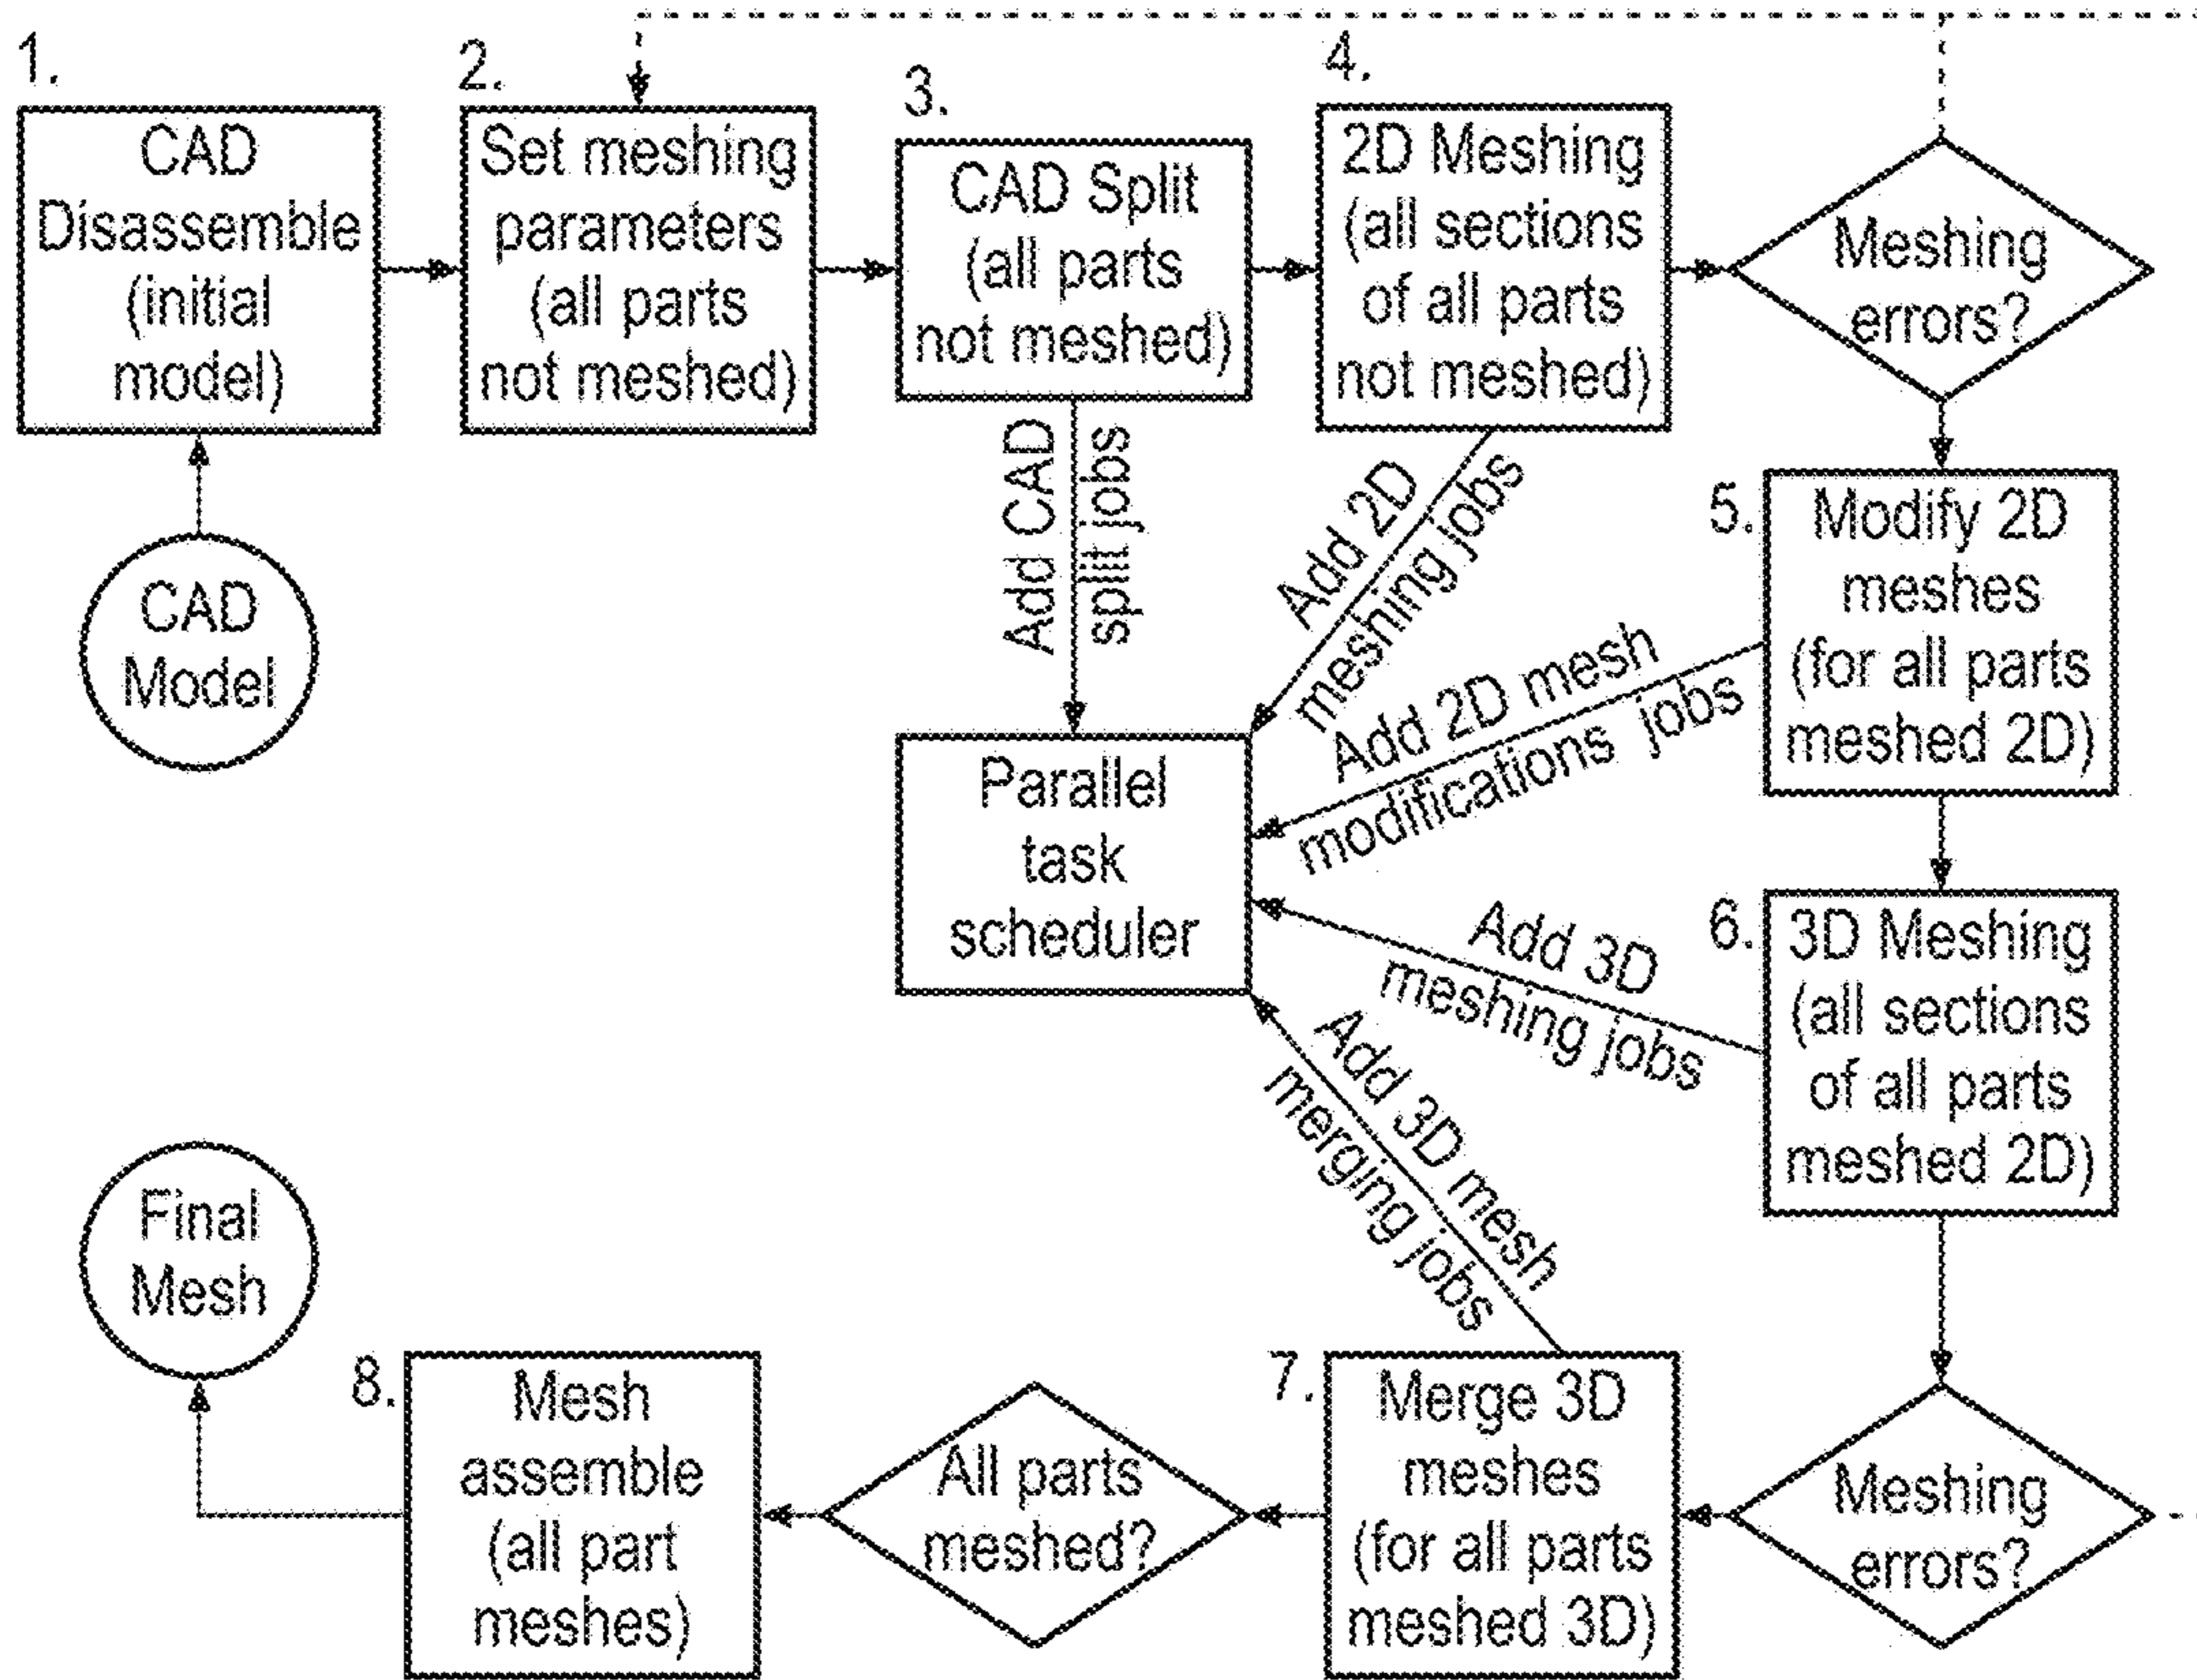 1.
CAD
Disassemble
(initial
model)
2.
Set meshing
parameters
(all parts
not meshed)
3.
CAD Split
(all parts
not meshed)
4.
2D Meshing
(all sections
of all parts
not meshed)
Meshing
errors?
CAD
Model
Add CAD
split jobs
Add 2D
meshing jobs
5.
Modify 2D
meshes
(for all parts
meshed 2D)
Add 2D mesh
modifications jobs
Parallel
task
scheduler
6.
3D Meshing
(all sections
of all parts
meshed 2D)
Add 3D
meshing jobs
Add 3D mesh
merging jobs
Final
Mesh
8.
Mesh
assemble
(all part
meshes)
All parts
meshed?
7.
Merge 3D
meshes
(for all parts
meshed 3D)
Meshing
errors?